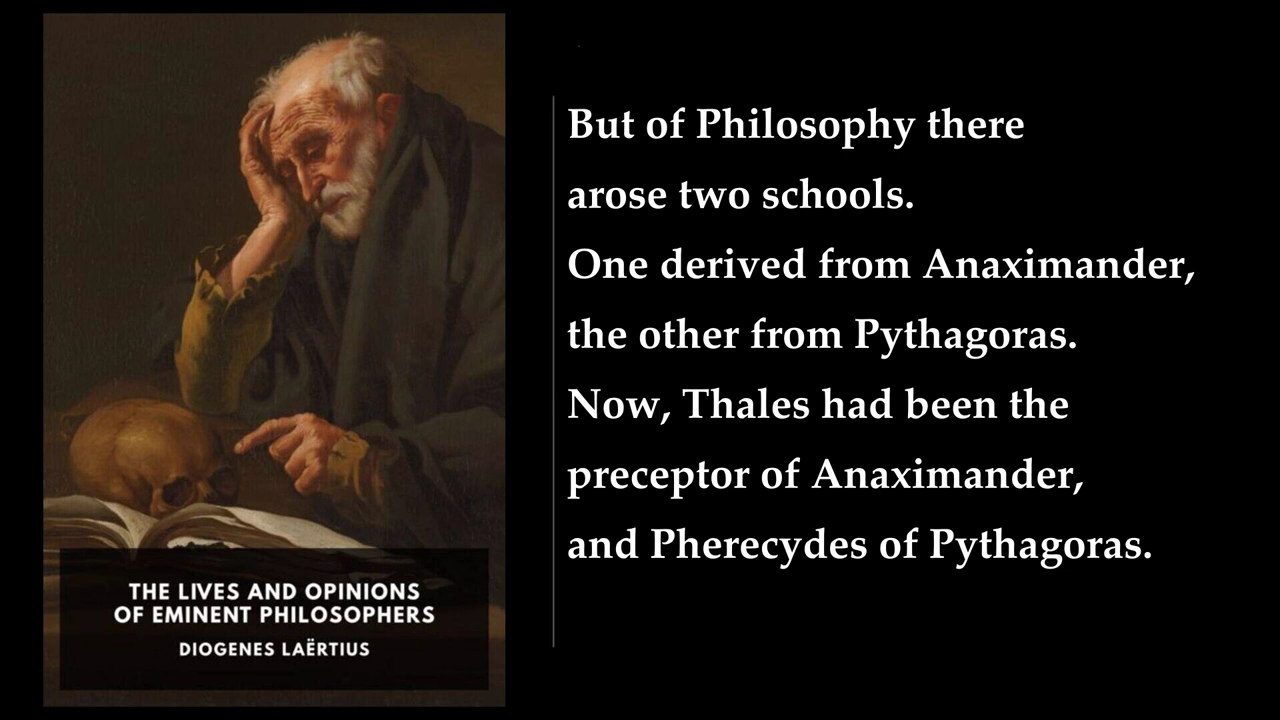 THE LIVES AND OPINIONS
OF EMINENT PHILOSOPHERS
DIOGENES LAËRTIUS
But of Philosophy there
arose two schools.
One derived from Anaximander,
the other from Pythagoras.
Now, Thales had been the
preceptor of Anaximander,
and Pherecydes of Pythagoras.